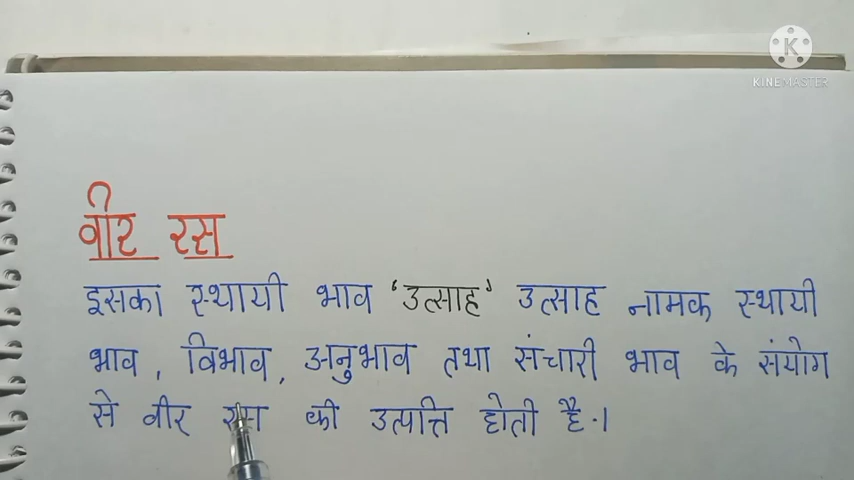 KINEMASTER
वीर रस
इसका स्थायी भाव 'उत्साह' उत्साह नामक स्थायी
भाव, विभाव, अनुभाव तथा संचारी भाव के संयोग
से वीर रस की उत्पत्ति होती है।